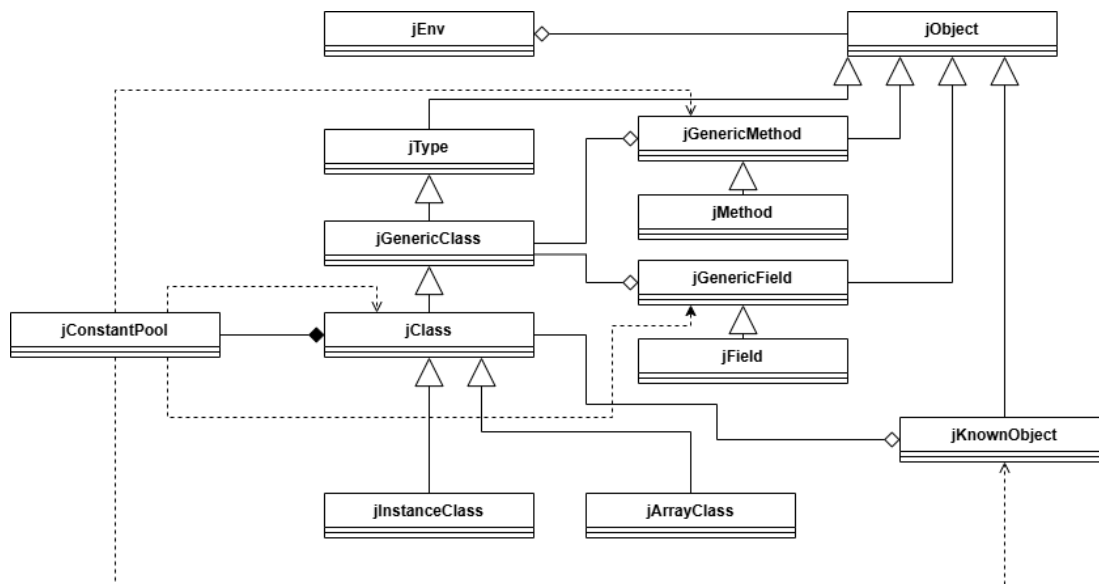 jEnv
jObject
jType
jGenericMethod
jMethod
jGenericClass
jGenericField
jConstantPool
jClass
jField
jKnownObject
jInstanceClass
jArrayClass